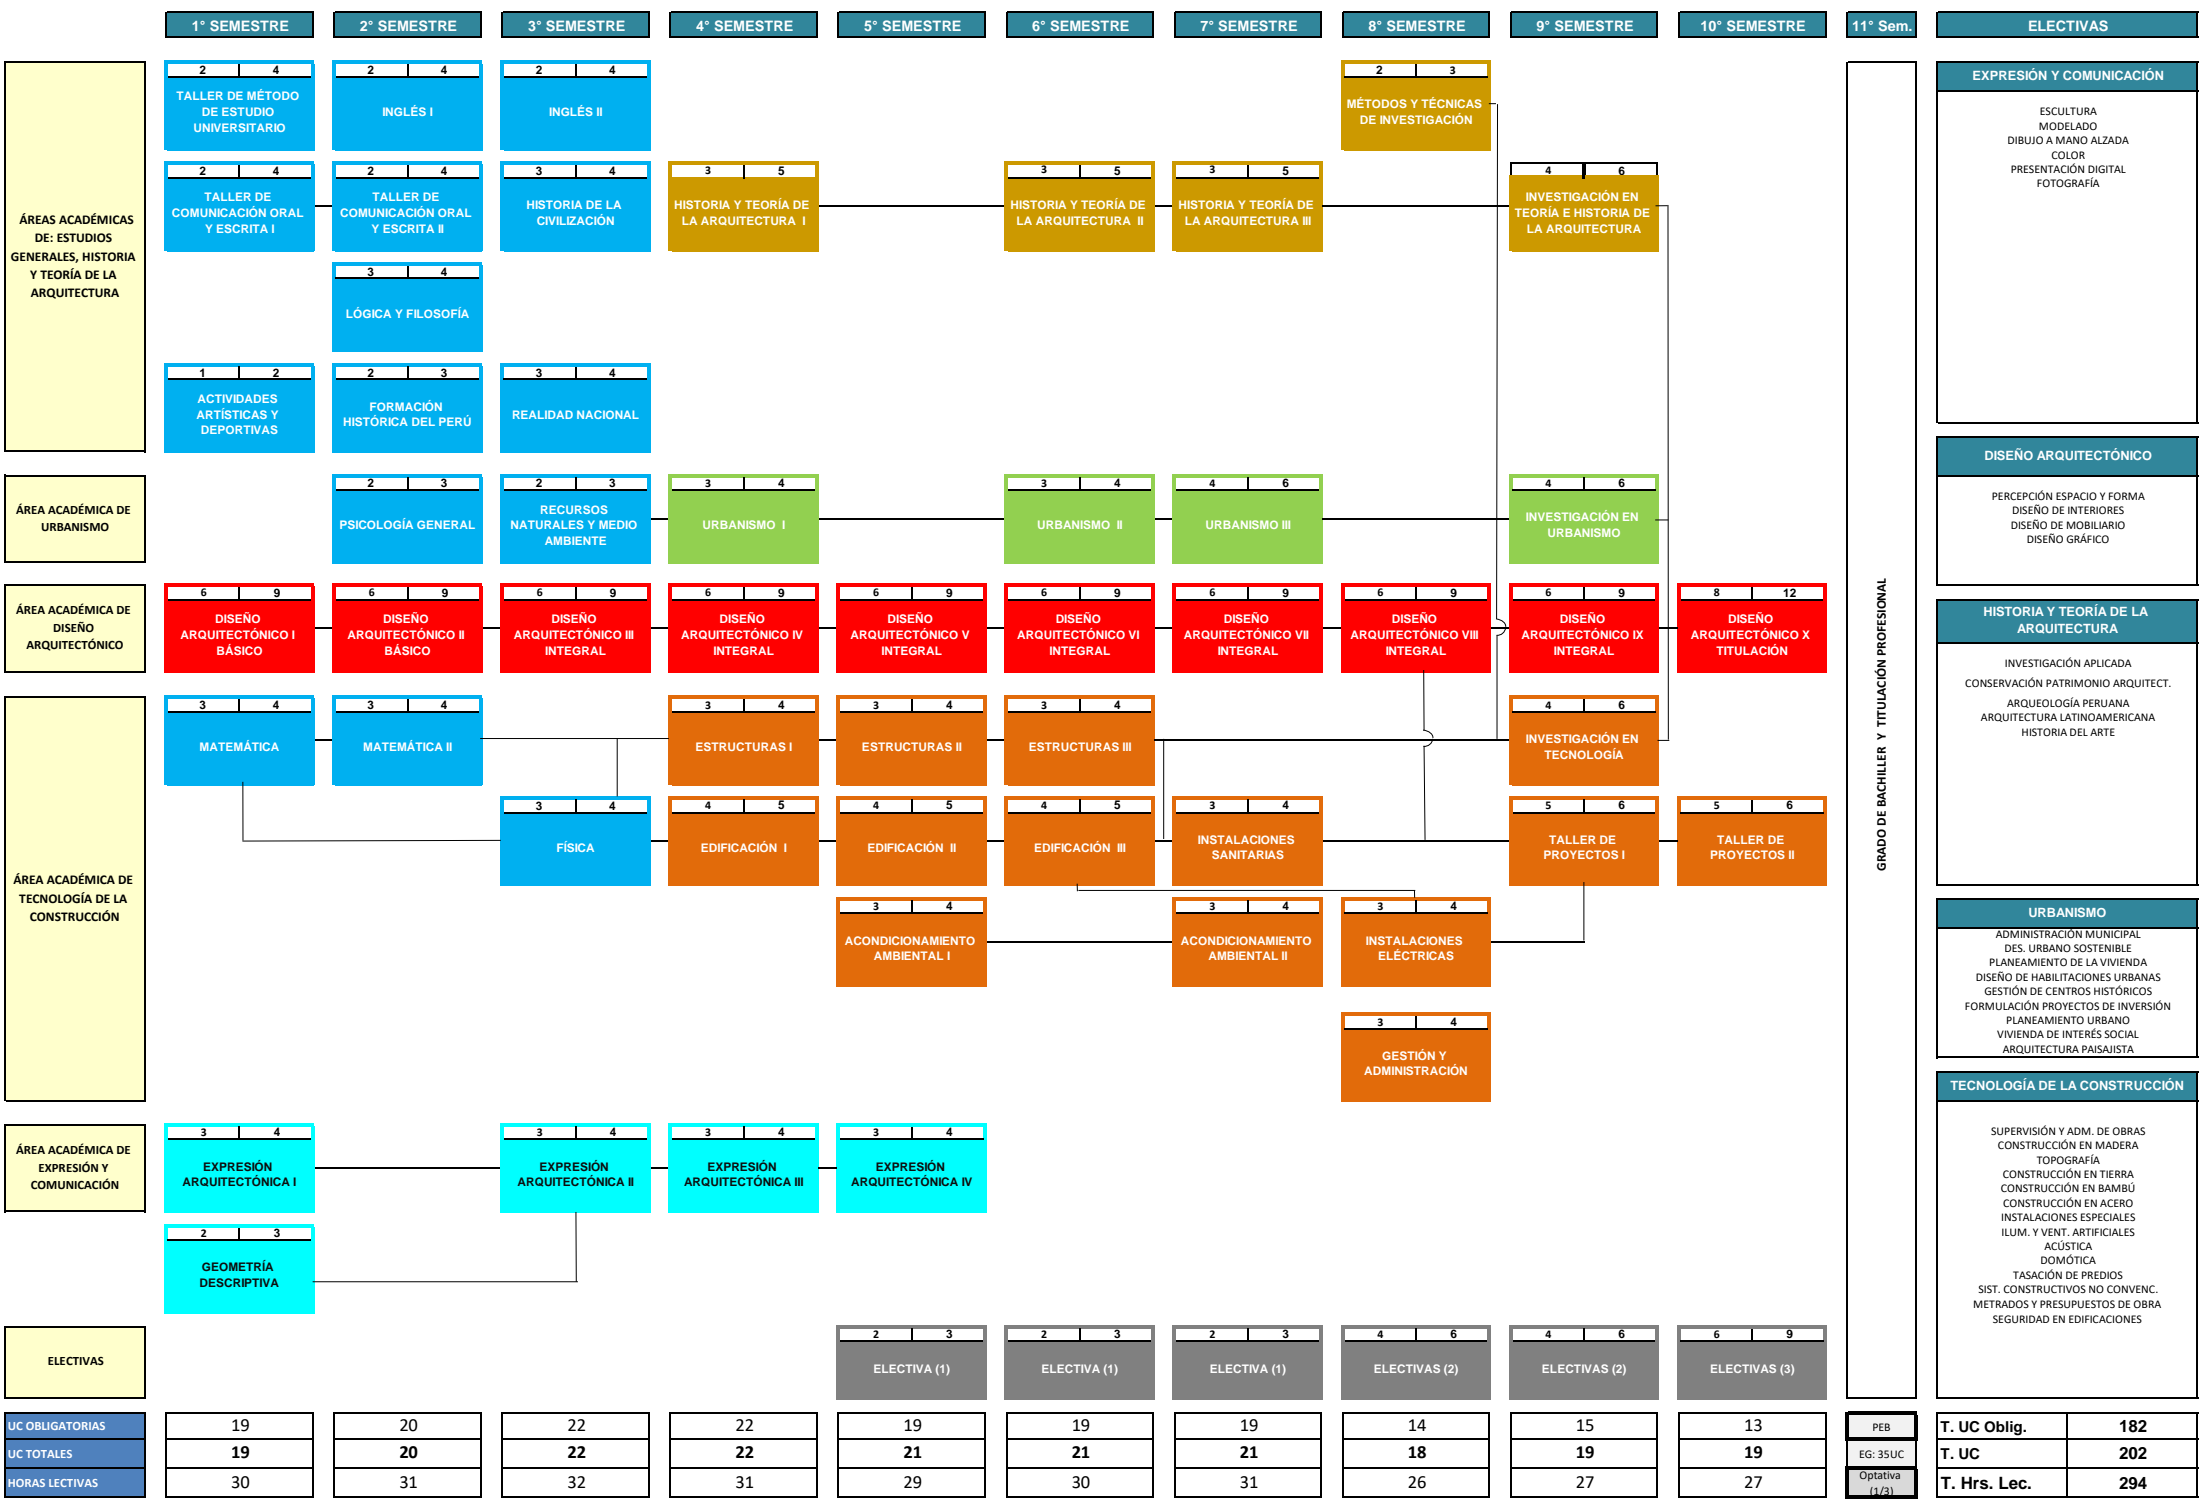 1° SEMESTRE 2° SEMESTRE 3° SEMESTRE 4° SEMESTRE 5° SEMESTRE 6° SEMESTRE 7° SEMESTRE 8° SEMESTRE 9° SEMESTRE 10° SEMESTRE 11° Sem. ELECTIVAS
ÁREAS ACADÉMICAS
DE: ESTUDIOS
GENERALES, HISTORIA
Y TEORÍA DE LA
ARQUITECTURA
2 4
TALLER DE MÉTODO
DE ESTUDIO
UNIVERSITARIO
2 4
INGLÉS I
2 4
INGLÉS II
2 3
MÉTODOS Y TÉCNICAS
DE INVESTIGACIÓN
2 4
TALLER DE
COMUNICACIÓN ORAL
Y ESCRITA I
2 4
TALLER DE
COMUNICACIÓN ORAL
Y ESCRITA II
3 4
HISTORIA DE LA
CIVILIZACIÓN
3 5
HISTORIA Y TEORÍA DE
LA ARQUITECTURA I
3 5
HISTORIA Y TEORÍA DE
LA ARQUITECTURA II
3 5
HISTORIA Y TEORÍA DE
LA ARQUITECTURA III
4 6
INVESTIGACIÓN EN
TEORÍA E HISTORIA DE
LA ARQUITECTURA
3 4
LÓGICA Y FILOSOFÍA
1 2
ACTIVIDADES
ARTÍSTICAS Y
DEPORTIVAS
2 3
FORMACIÓN
HISTÓRICA DEL PERÚ
3 4
REALIDAD NACIONAL
ÁREA ACADÉMICA DE
URBANISMO
2 3
PSICOLOGÍA GENERAL
2 3
RECURSOS
NATURALES Y MEDIO
AMBIENTE
3 4
URBANISMO I
3 4
URBANISMO II
4 6
URBANISMO III
4 6
INVESTIGACIÓN EN
URBANISMO
ÁREA ACADÉMICA DE
DISEÑO
ARQUITECTÓNICO
6 9
DISEÑO
ARQUITECTÓNICO I
BÁSICO
6 9
DISEÑO
ARQUITECTÓNICO II
BÁSICO
6 9
DISEÑO
ARQUITECTÓNICO III
INTEGRAL
6 9
DISEÑO
ARQUITECTÓNICO IV
INTEGRAL
6 9
DISEÑO
ARQUITECTÓNICO V
INTEGRAL
6 9
DISEÑO
ARQUITECTÓNICO VI
INTEGRAL
6 9
DISEÑO
ARQUITECTÓNICO VII
INTEGRAL
6 9
DISEÑO
ARQUITECTÓNICO VIII
INTEGRAL
6 9
DISEÑO
ARQUITECTÓNICO IX
INTEGRAL
8 12
DISEÑO
ARQUITECTÓNICO X
TITULACIÓN
ÁREA ACADÉMICA DE
TECNOLOGÍA DE LA
CONSTRUCCIÓN
3 4
MATEMÁTICA
3 4
MATEMÁTICA II
3 4
ESTRUCTURAS I
3 4
ESTRUCTURAS II
3 4
ESTRUCTURAS III
4 6
INVESTIGACIÓN EN
TECNOLOGÍA
3 4
FÍSICA
4 5
EDIFICACIÓN I
4 5
EDIFICACIÓN II
4 5
EDIFICACIÓN III
3 4
INSTALACIONES
SANITARIAS
5 6
TALLER DE
PROYECTOS I
5 6
TALLER DE
PROYECTOS II
3 4
ACONDICIONAMIENTO
AMBIENTAL I
3 4
ACONDICIONAMIENTO
AMBIENTAL II
3 4
INSTALACIONES
ELÉCTRICAS
3 4
GESTIÓN Y
ADMINISTRACIÓN
ÁREA ACADÉMICA DE
EXPRESIÓN Y
COMUNICACIÓN
3 4
EXPRESIÓN
ARQUITECTÓNICA I
3 4
EXPRESIÓN
ARQUITECTÓNICA II
3 4
EXPRESIÓN
ARQUITECTÓNICA III
3 4
EXPRESIÓN
ARQUITECTÓNICA IV
2 3
GEOMETRÍA
DESCRIPTIVA
ELECTIVAS
2 3
ELECTIVA (1)
2 3
ELECTIVA (1)
2 3
ELECTIVA (1)
4 6
ELECTIVAS (2)
4 6
ELECTIVAS (2)
6 9
ELECTIVAS (3)
GRADO DE BACHILLER Y TITULACIÓN PROFESIONAL
EXPRESIÓN Y COMUNICACIÓN
ESCULTURA
MODELADO
DIBUJO A MANO ALZADA
COLOR
PRESENTACIÓN DIGITAL
FOTOGRAFÍA
DISEÑO ARQUITECTÓNICO
PERCEPCIÓN ESPACIO Y FORMA
DISEÑO DE INTERIORES
DISEÑO DE MOBILIARIO
DISEÑO GRÁFICO
HISTORIA Y TEORÍA DE LA
ARQUITECTURA
INVESTIGACIÓN APLICADA
CONSERVACIÓN PATRIMONIO ARQUITECT.
ARQUEOLOGÍA PERUANA
ARQUITECTURA LATINOAMERICANA
HISTORIA DEL ARTE
URBANISMO
ADMINISTRACIÓN MUNICIPAL
DES. URBANO SOSTENIBLE
PLANEAMIENTO DE LA VIVIENDA
DISEÑO DE HABILITACIONES URBANAS
GESTIÓN DE CENTROS HISTÓRICOS
FORMULACIÓN PROYECTOS DE INVERSIÓN
PLANEAMIENTO URBANO
VIVIENDA DE INTERÉS SOCIAL
ARQUITECTURA PAISAJISTA
TECNOLOGÍA DE LA CONSTRUCCIÓN
SUPERVISIÓN Y ADM. DE OBRAS
CONSTRUCCIÓN EN MADERA
TOPOGRAFÍA
CONSTRUCCIÓN EN TIERRA
CONSTRUCCIÓN EN BAMBÚ
CONSTRUCCIÓN EN ACERO
INSTALACIONES ESPECIALES
ILUM. Y VENT. ARTIFICIALES
ACÚSTICA
DOMÓTICA
TASACIÓN DE PREDIOS
SIST. CONSTRUCTIVOS NO CONVENC.
METRADOS Y PRESUPUESTOS DE OBRA
SEGURIDAD EN EDIFICACIONES
UC OBLIGATORIAS 19 20 22 22 19 19 19 14 15 13 PEB T. UC Oblig. 182
UC TOTALES 19 20 22 22 21 21 21 18 19 19 EG: 35UC T. UC 202
HORAS LECTIVAS 30 31 32 31 29 30 31 26 27 27 Optativa (1/3) T. Hrs. Lec. 294